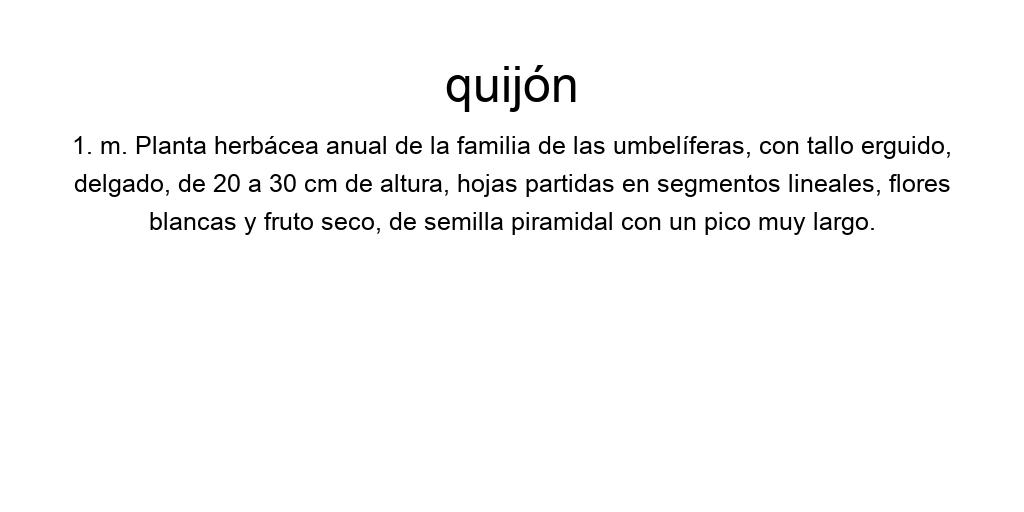 quijón
1. m. Planta herbácea anual de la familia de las umbelíferas, con tallo erguido,
delgado, de 20 a 30 cm de altura, hojas partidas en segmentos lineales, flores
blancas y fruto seco, de semilla piramidal con un pico muy largo.